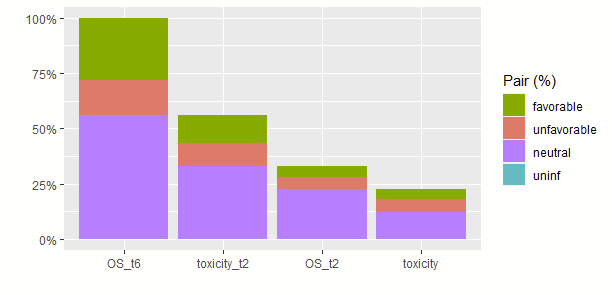 100%
75%
50%
25%
0%
OS_t6
toxicity_t2
OS_t2
toxicity
Pair (%)
favorable
unfavorable
neutral
uninf